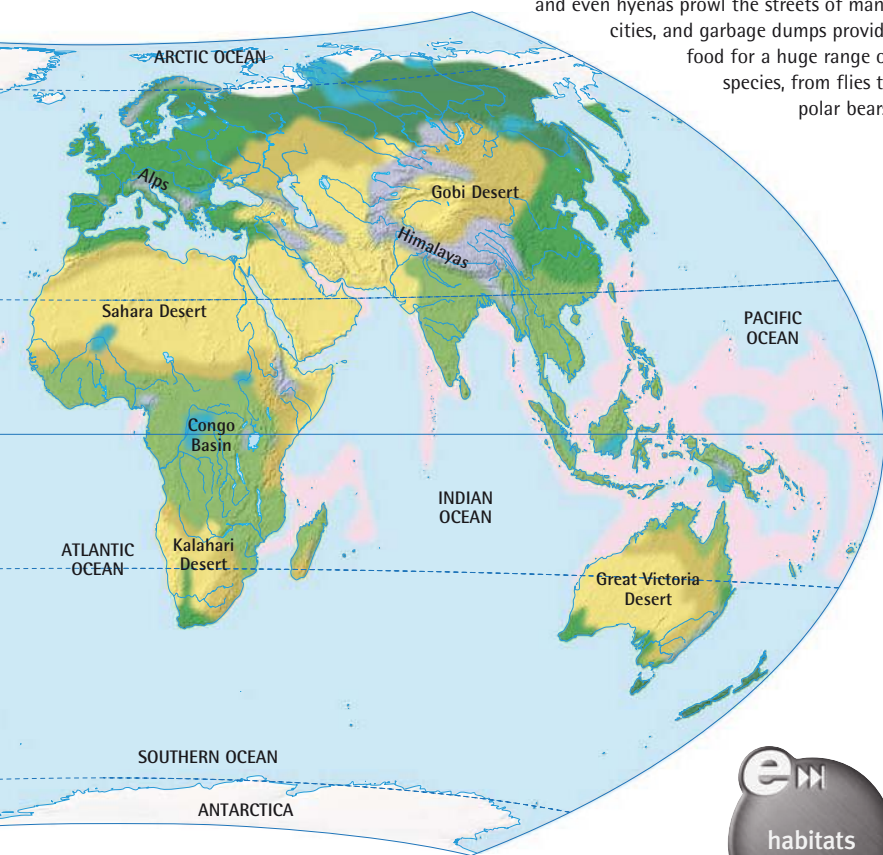 and even hyenas prowl the streets of man
cities, and garbage dumps provid
food for a huge range o
species, from flies t
polar bear
ARCTIC OCEAN
Alps
Gobi Desert
Himalayas
Sahara Desert
PACIFIC
OCEAN
Congo
Basin
INDIAN
OCEAN
ATLANTIC
OCEAN
Kalahari
Desert
Great Victoria
Desert
SOUTHERN OCEAN
ANTARCTICA
e
habitats